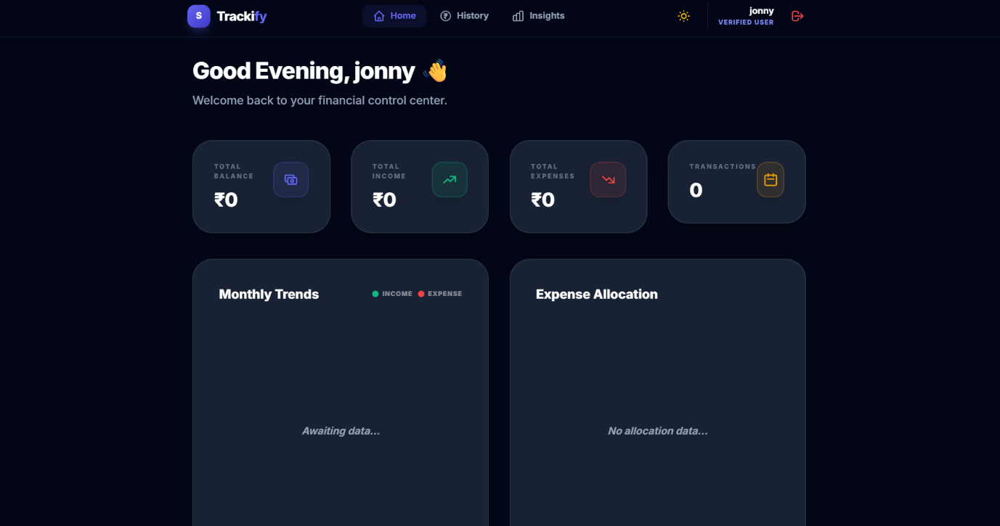 S
Trackify
Home
History
Insights
jonny
VERIFIED USER
Good Evening, jonny 👋
Welcome back to your financial control center.
TOTAL
BALANCE
₹0
TOTAL
INCOME
₹0
TOTAL
EXPENSES
₹0
TRANSACTIONS
0
Monthly Trends
INCOME
EXPENSE
Awaiting data...
Expense Allocation
No allocation data...